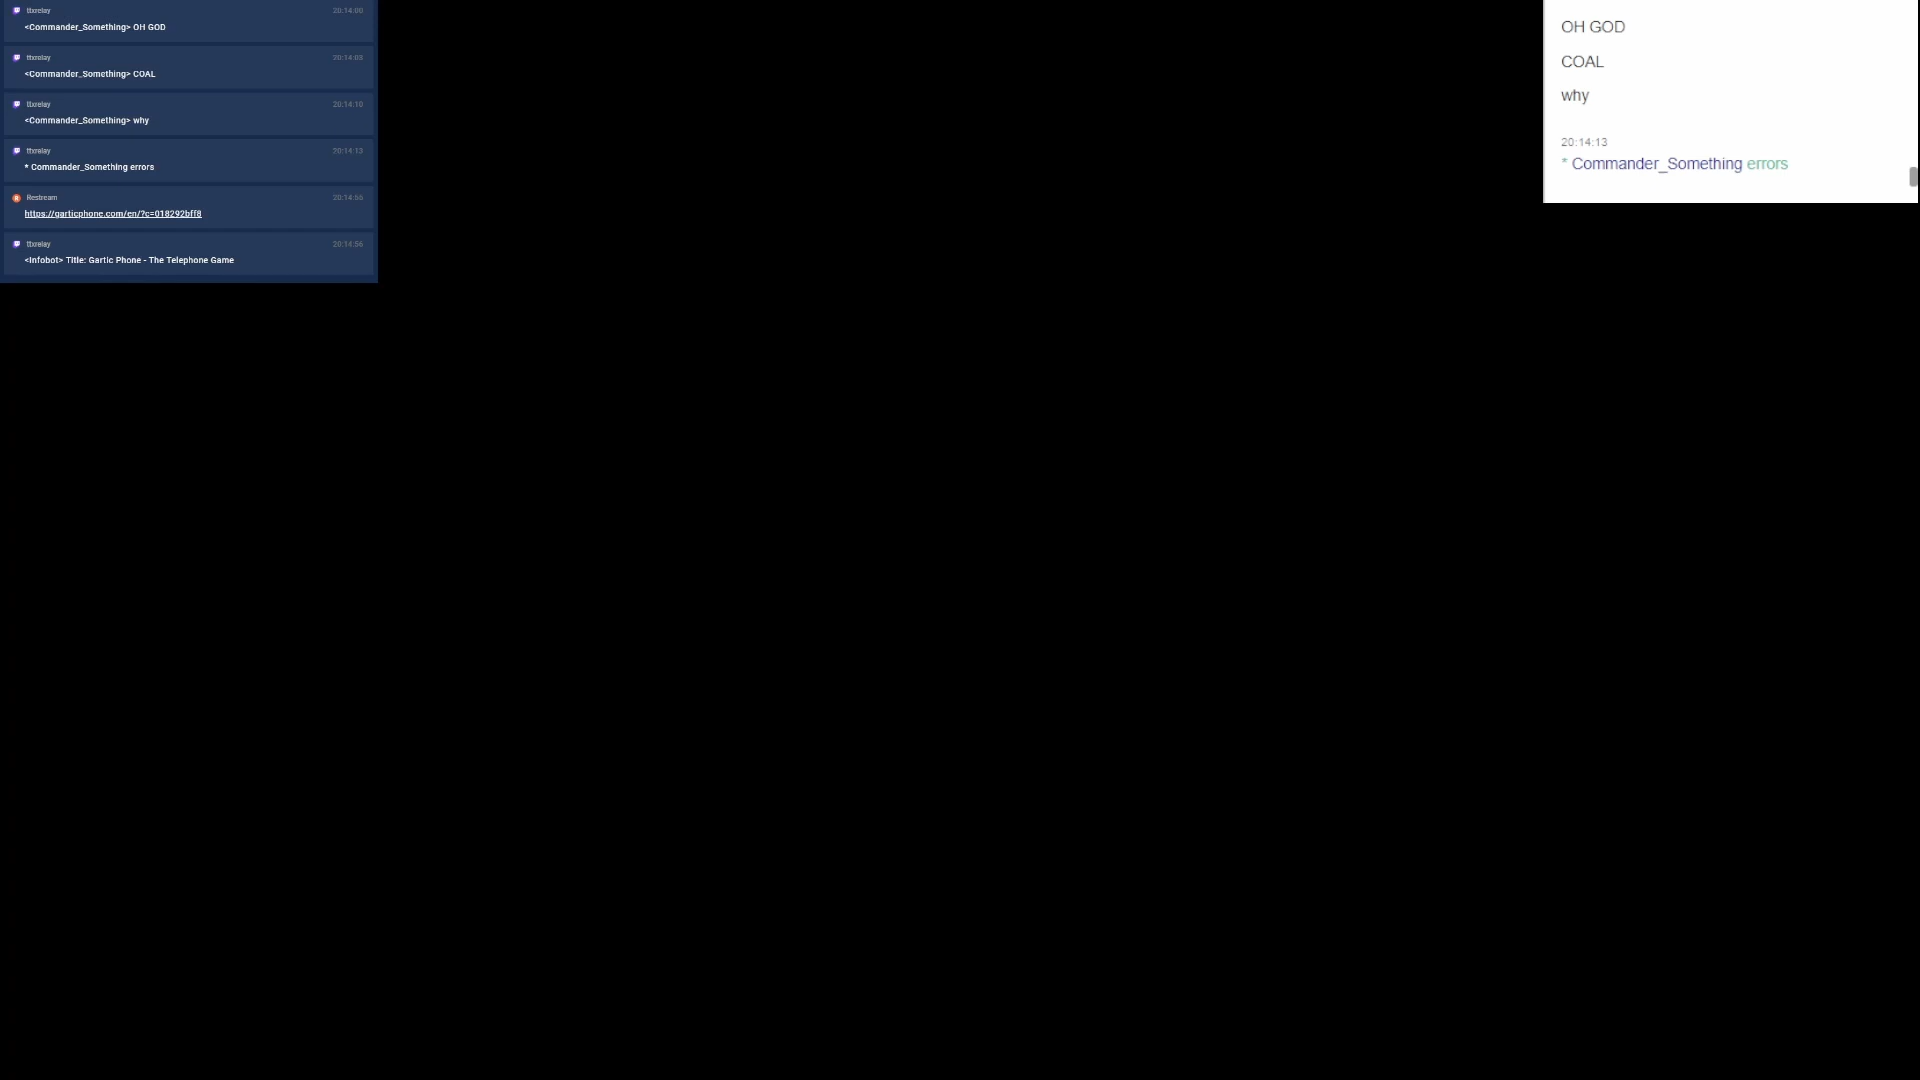 ttxrelay 20:14:00
<Commander_Something> OH GOD
ttxrelay 20:14:03
<Commander_Something> COAL
ttxrelay 20:14:10
<Commander_Something> why
ttxrelay 20:14:13
* Commander_Something errors
Restream 20:14:56
https://garticphone.com/en/?c=018292bff8
ttxrelay 20:14:56
<Infobot> Title: Gartic Phone - The Telephone Game
OH GOD
COAL
why
20:14:13
* Commander_Something errors